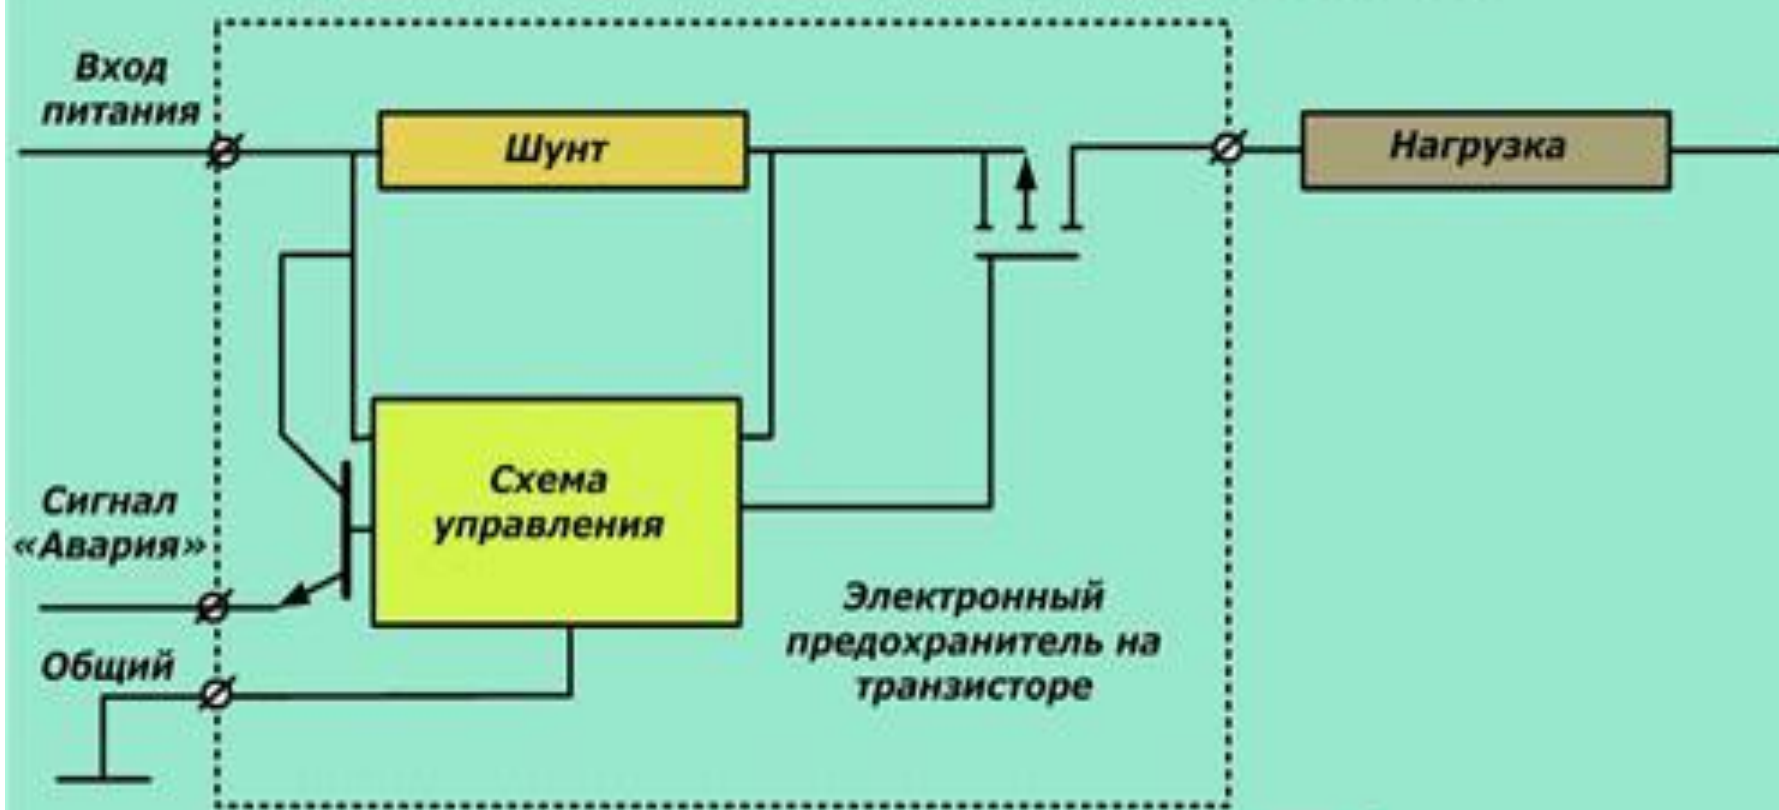 Вход
питания
Шунт
Нагрузка
Схема
управления
Сигнал
«Авария»
Электронный
предохранитель на
транзисторе
Общий